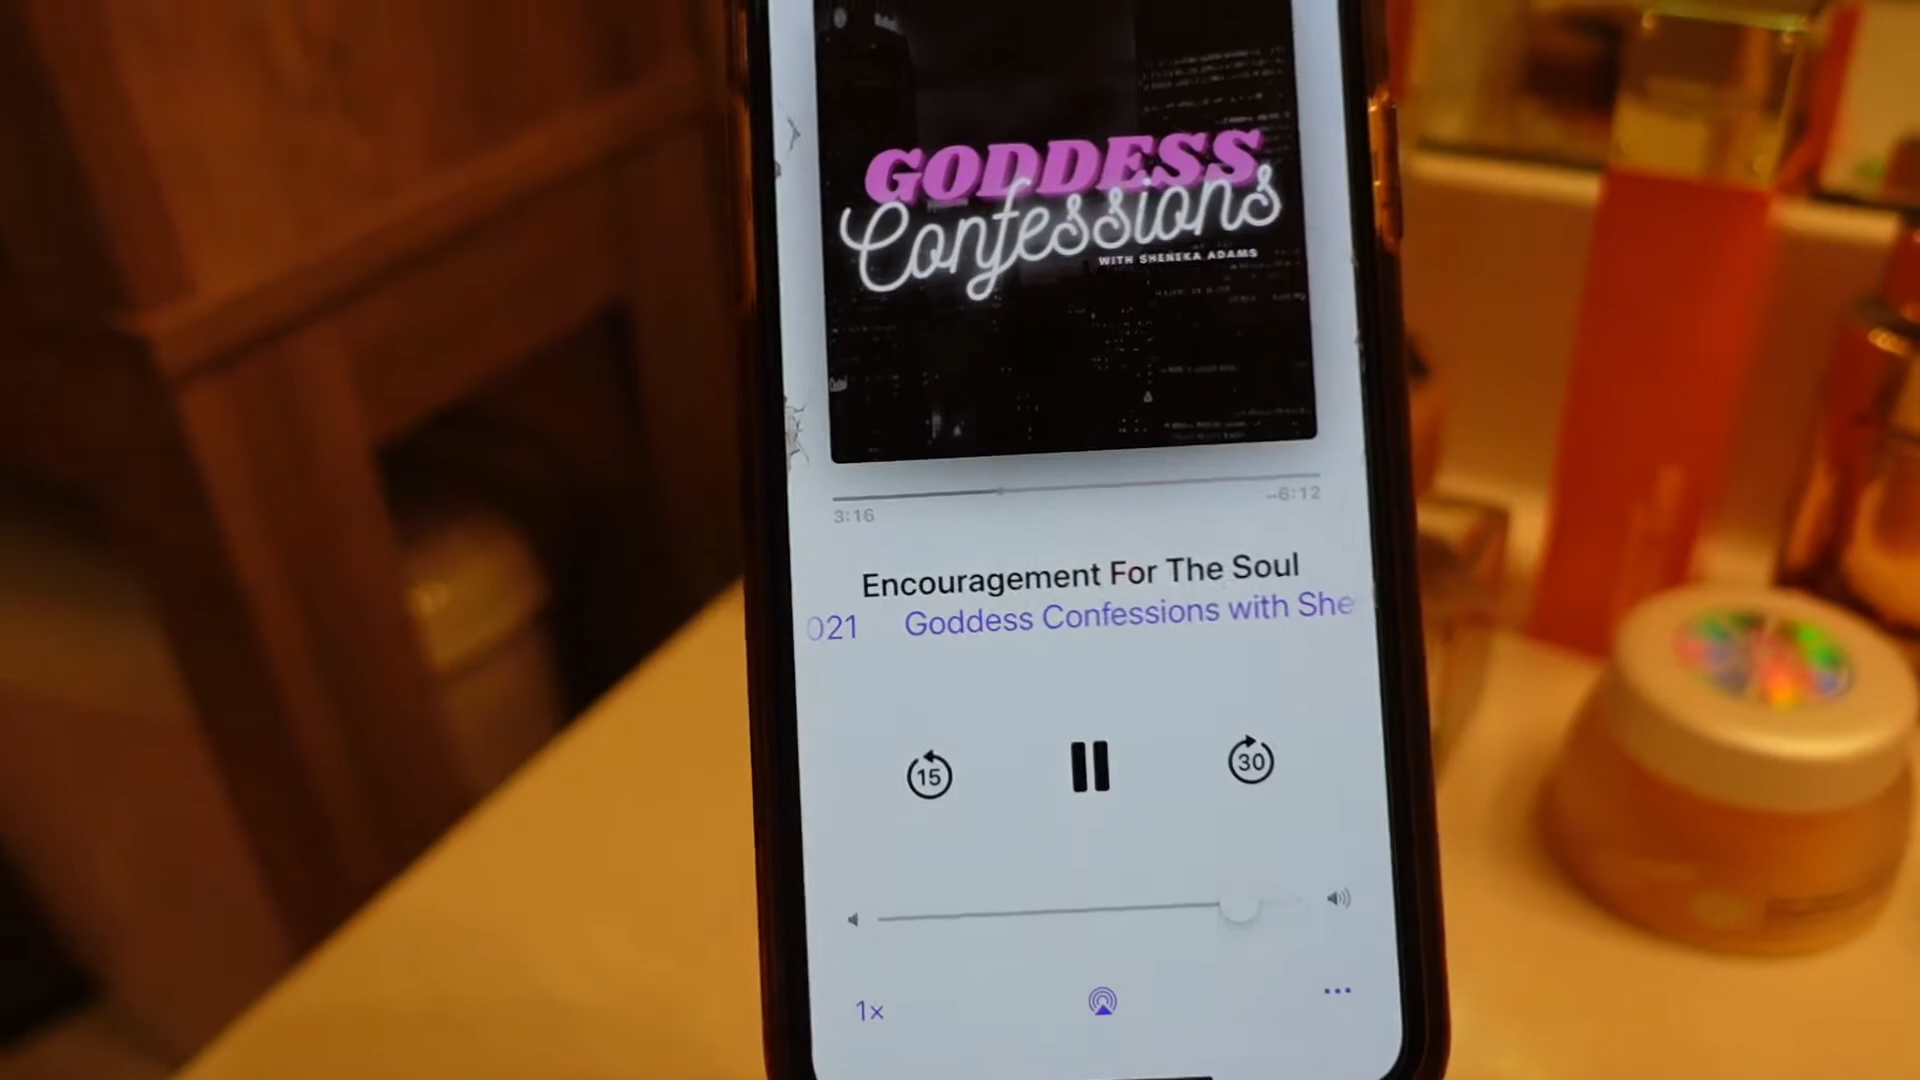 GODDESS
Confessions
WITH SHENEKA ADAMS
3:16
-6:12
Encouragement For The Soul
021 Goddess Confessions with She
15
30
1x